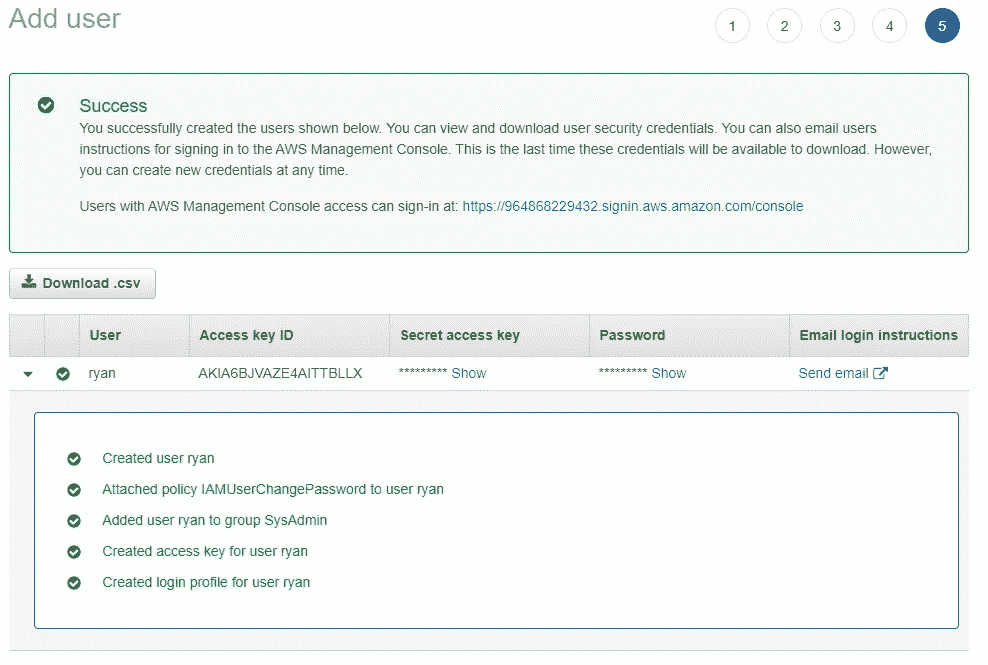 Add user
1 2 3 4 5
Success
You successfully created the users shown below. You can view and download user security credentials. You can also email users
instructions for signing in to the AWS Management Console. This is the last time these credentials will be available to download. However,
you can create new credentials at any time.
Users with AWS Management Console access can sign-in at: https://964868229432.signin.aws.amazon.com/console
Download .csv
User Access key ID Secret access key Password Email login instructions
ryan AKIA6BJVAZE4AITTBLLX ********* Show ********* Show Send email
Created user ryan
Attached policy IAMUserChangePassword to user ryan
Added user ryan to group SysAdmin
Created access key for user ryan
Created login profile for user ryan